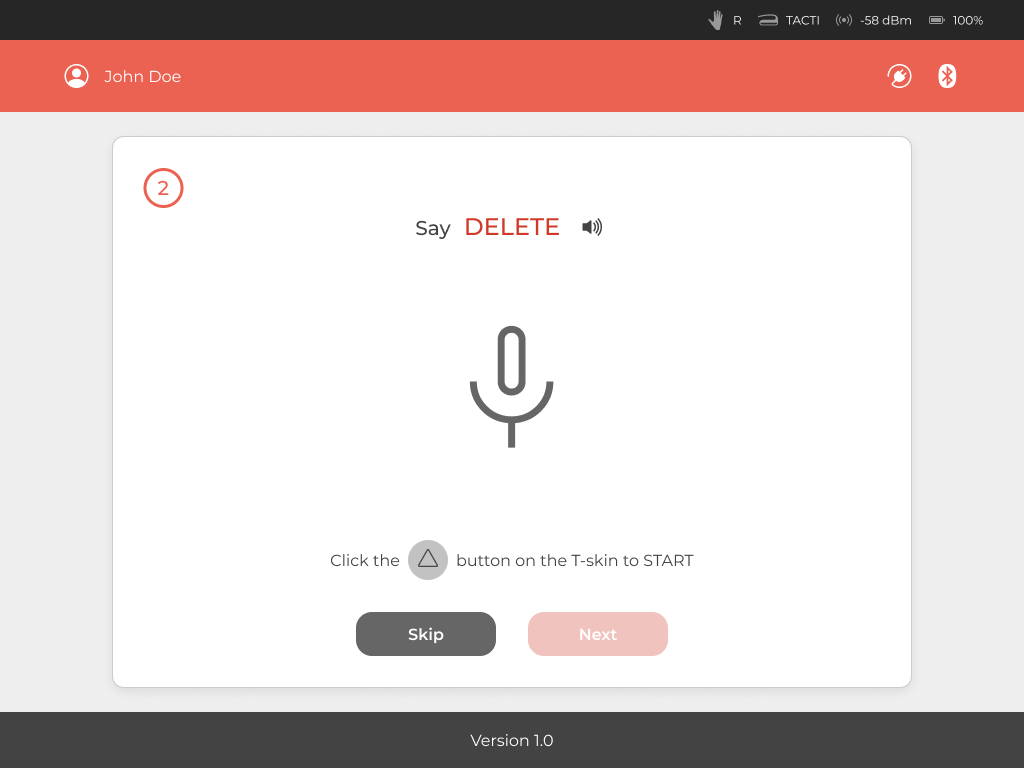 R TACTI -58 dBm 100%
John Doe
2
Say DELETE
Click the button on the T-skin to START
Skip Next
Version 1.0